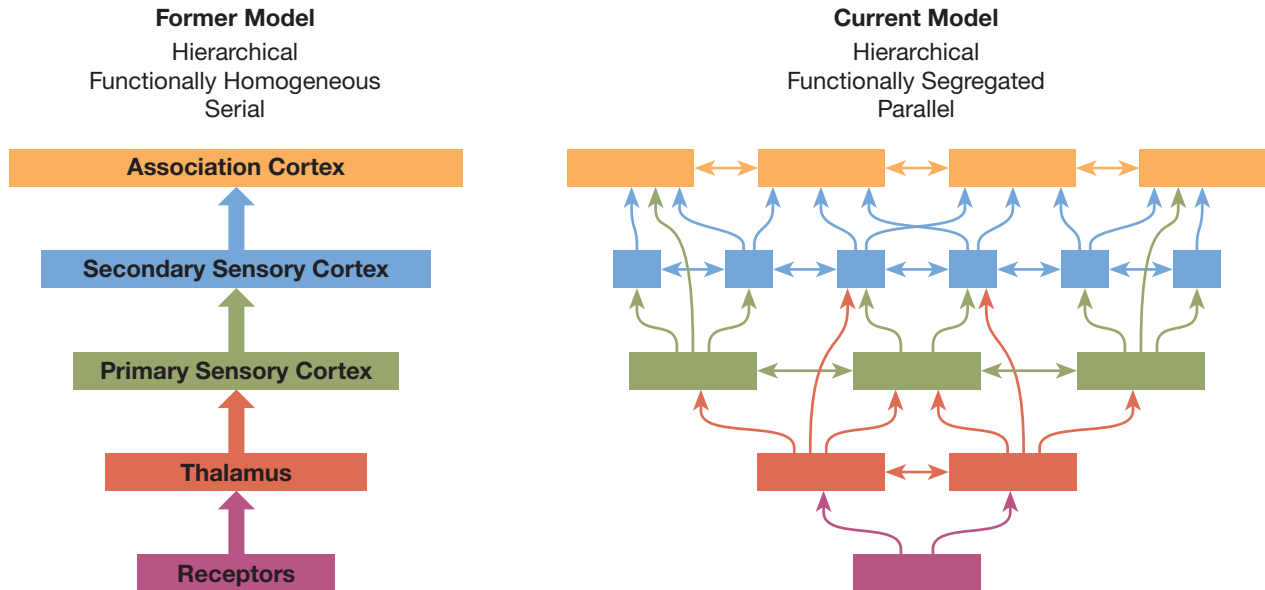 Former Model
Hierarchical
Functionally Homogeneous
Serial
Association Cortex
Secondary Sensory Cortex
Primary Sensory Cortex
Thalamus
Receptors
Current Model
Hierarchical
Functionally Segregated
Parallel